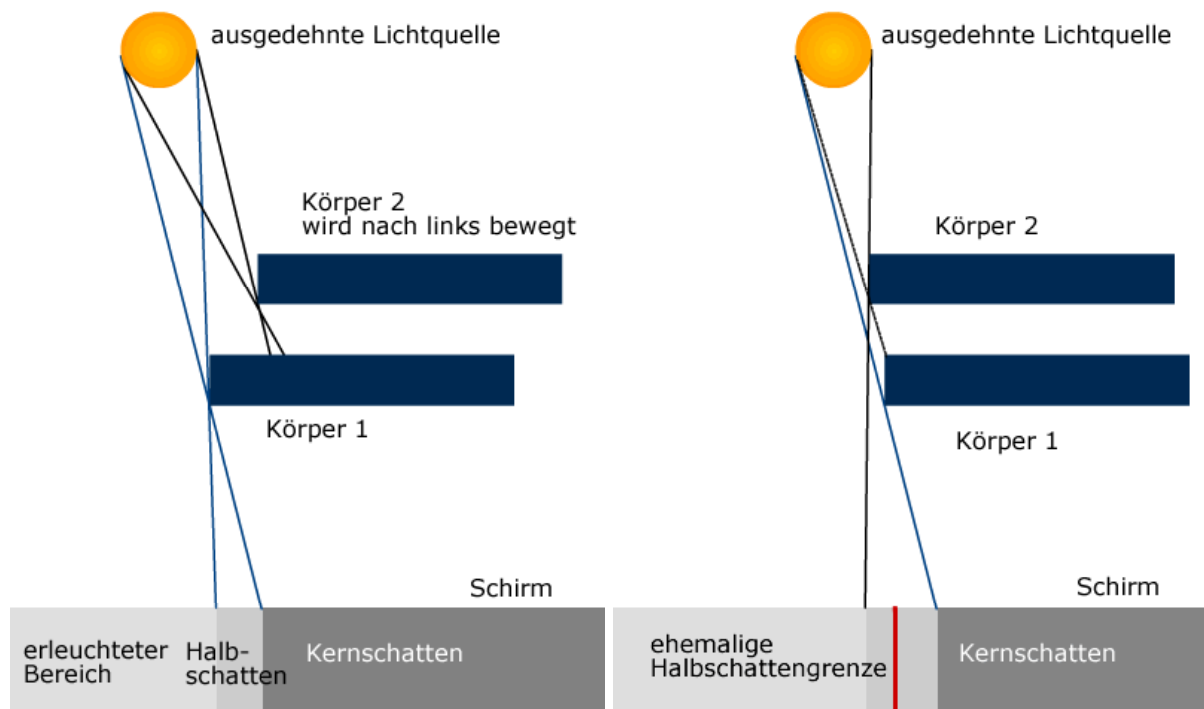 ausgedehnte Lichtquelle
Körper 2
wird nach links bewegt
Körper 1
Schirm
erleuchteter
Bereich
Halb-
schatten
Kernschatten
ausgedehnte Lichtquelle
Körper 2
Körper 1
Schirm
ehemalige
Halbschattengrenze
Kernschatten